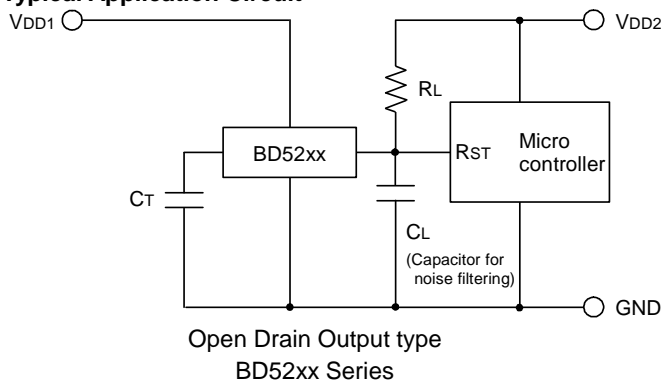 Typical Application Circuit
VDD1
VDD2
RL
BD52xx
RST
Micro
controller
CT
CL
(Capacitor for
noise filtering)
GND
Open Drain Output type
BD52xx Series